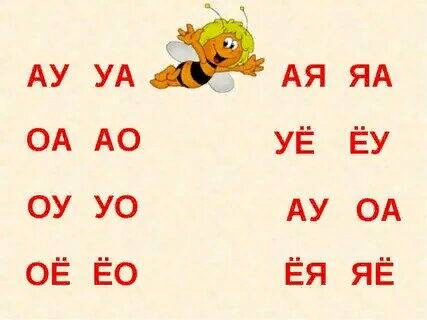 АУ УА АЯ ЯА
ОА АО УЁ ЁУ
ОУ УО АУ ОА
ОЁ ЁО ЁЯ ЯЁ